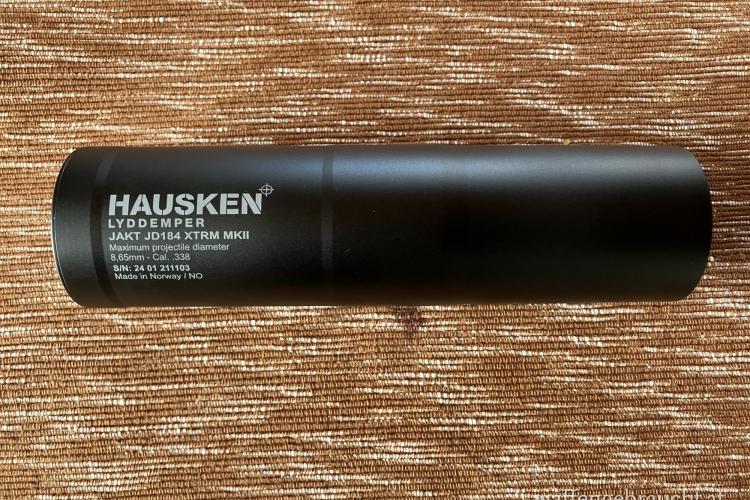 HAUSKEN
LYDDEMPER
JAKT JD184 XTRM MKII
Maximum projectile diameter
8,65mm - Cal. .338
S/N: 24 01 211103
Made in Norway / NO